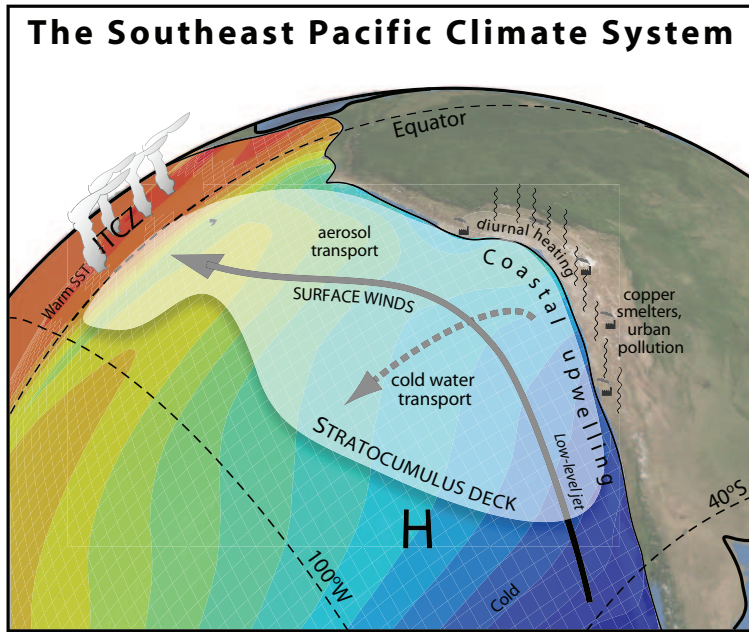 The Southeast Pacific Climate System
Equator
ITCZ
Warm SST
aerosol
transport
diurnal heating
SURFACE WINDS
Coastal upwelling
copper
smelters,
urban
pollution
cold water
transport
STRATOCUMULUS DECK
Low-level jet
H
40°S
100°W
Cold